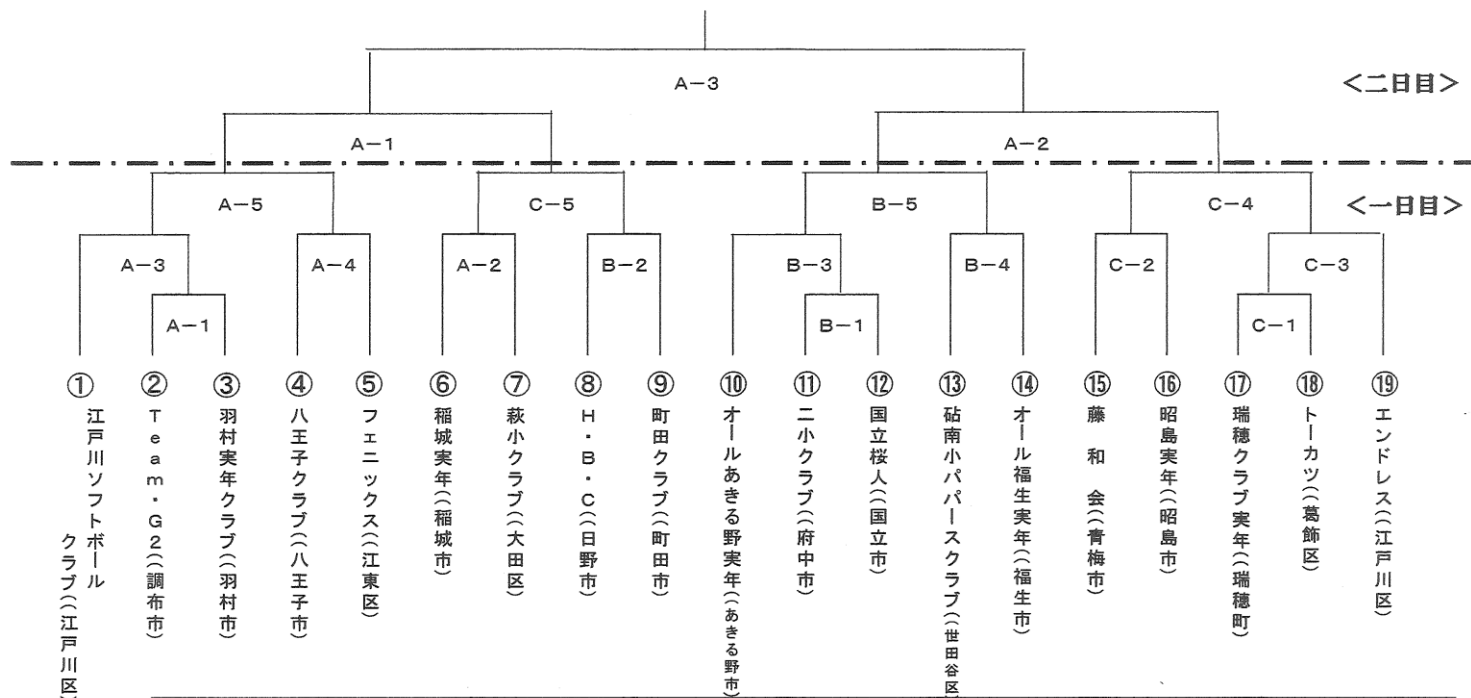 A-3
<二日目>
A-1
A-2
A-5
C-5
B-5
C-4
<一日目>
A-3
A-4
A-2
B-2
B-3
B-4
C-2
C-3
A-1
B-1
C-1
① 江戸川ソフトボール
クラブ((江戸川区)
② Team・G2((調布市)
③ 羽村実年クラブ((羽村市)
④ 八王子クラブ((八王子市)
⑤ フェニックス((江東区)
⑥ 稲城実年((稲城市)
⑦ 萩小クラブ((大田区)
⑧ H・B・C((日野市)
⑨ 町田クラブ((町田市)
⑩ オールあきる野実年((あきる野市)
⑪ 二小クラブ((府中市)
⑫ 国立桜人((国立市)
⑬ 砧南小パパースクラブ((世田谷区)
⑭ オール福生実年((福生市)
⑮ 藤 和 会((青梅市)
⑯ 昭島実年((昭島市)
⑰ 瑞穂クラブ実年((瑞穂町)
⑱ トーカツ((葛飾区)
⑲ エンドレス((江戸川区)